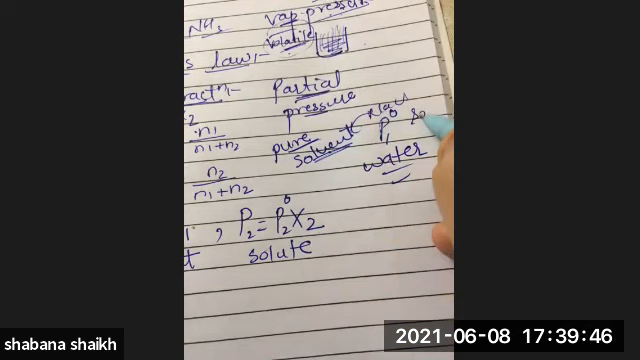 NH3
vap pressure
volatile
s law :-
Partial
pressure
n1
n1+n2
pure
solvent
P1°
water
n2
n1+n2
, P2 = P2° X2
solute
shabana shaikh
2021-06-08 17:39:46